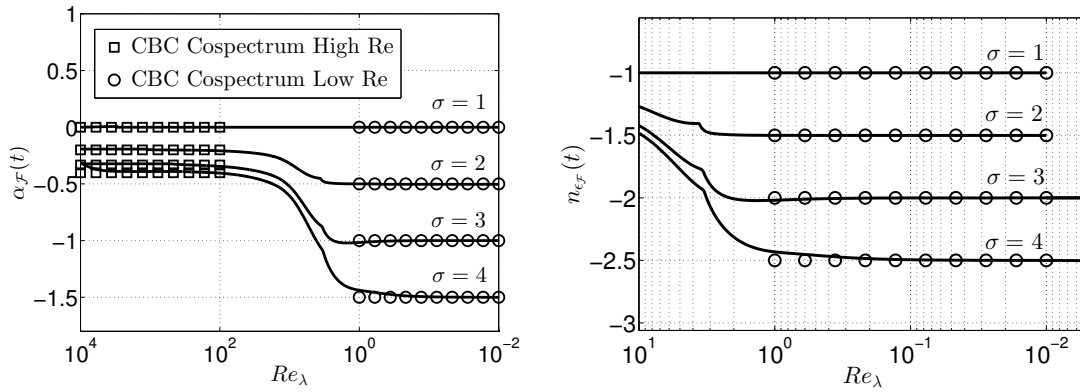 1
0.5
0
−0.5
−1
−1.5
α_F(t)
CBC Cospectrum High Re
CBC Cospectrum Low Re
σ = 1
σ = 2
σ = 3
σ = 4
10^4
10^2
10^0
10^-2
Re_λ
−1
−1.5
−2
−2.5
−3
n_{ϵ_F}(t)
σ = 1
σ = 2
σ = 3
σ = 4
10^1
10^0
10^-1
10^-2
Re_λ